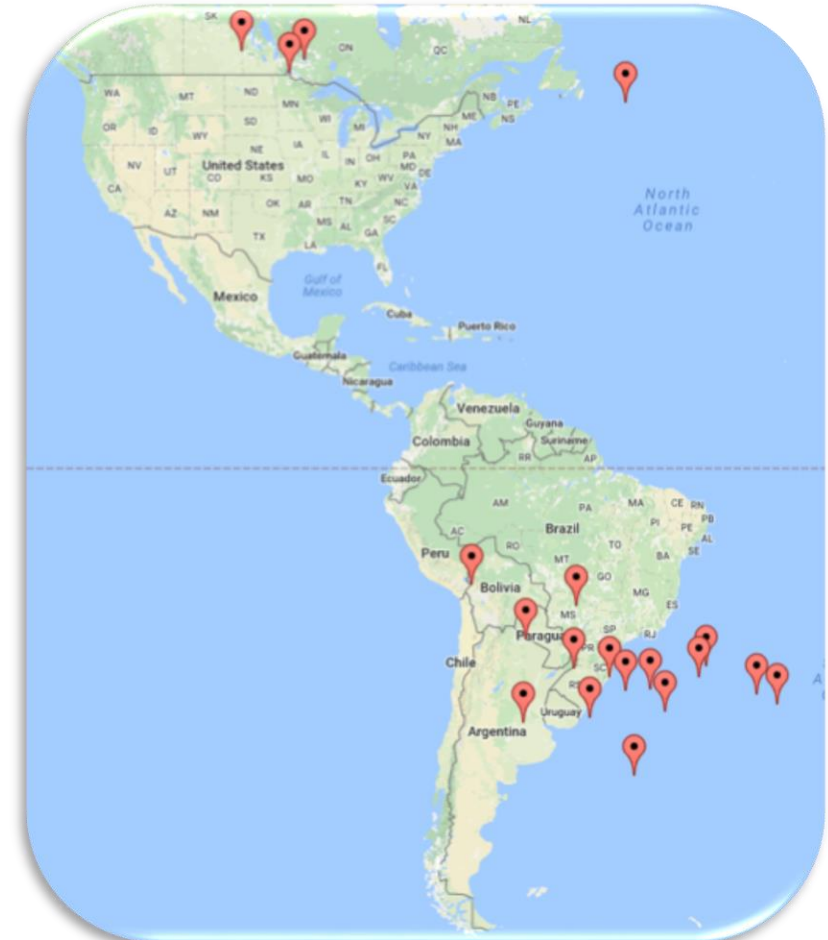 SK
NL
ON
QC
WA
MT
ND
MN
NB
PE
NS
ME
OR
ID
WY
SD
WI
MI
NH
NY
MA
NE
IA
IL
IN
OH
PA
MD
DE
NV
UT
United States
CO
KS
MO
KY
WV
VA
CA
AZ
NM
OK
AR
TN
NC
SC
MS
AL
GA
TX
LA
FL
North
Atlantic
Ocean
Gulf of
Mexico
Mexico
Cuba
Puerto Rico
Guatemala
Caribbean Sea
Nicaragua
Venezuela
Guyana
Colombia
Suriname
RR
AP
Ecuador
AM
PA
MA
CE
RN
PB
PI
PE
AL
SE
AC
Brazil
TO
BA
Peru
RO
MT
GO
Bolivia
MG
ES
MS
SP
RJ
PR
SC
Chile
RS
Uruguay
Argentina
A